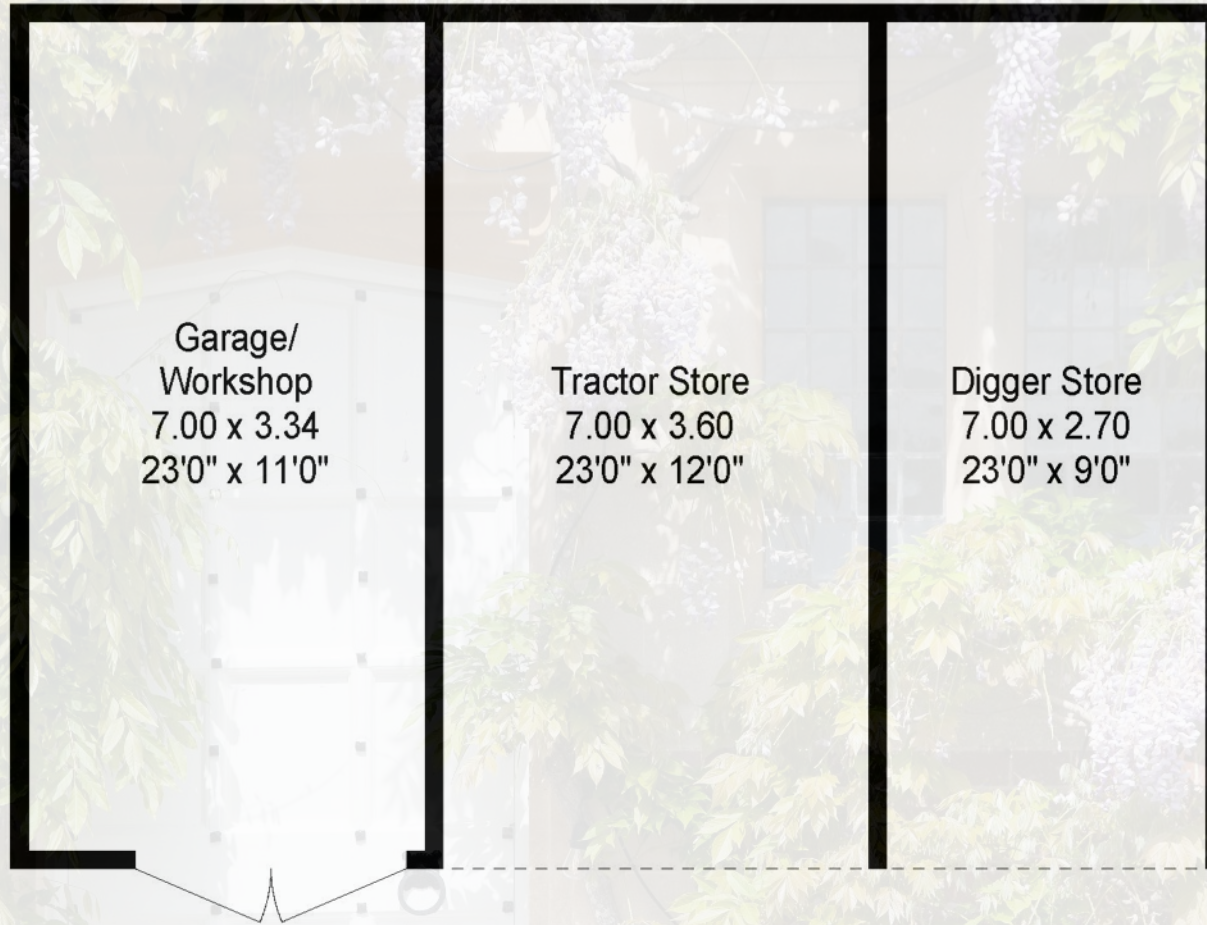 Garage/
Workshop
7.00 x 3.34
23'0" x 11'0"
Tractor Store
7.00 x 3.60
23'0" x 12'0"
Digger Store
7.00 x 2.70
23'0" x 9'0"